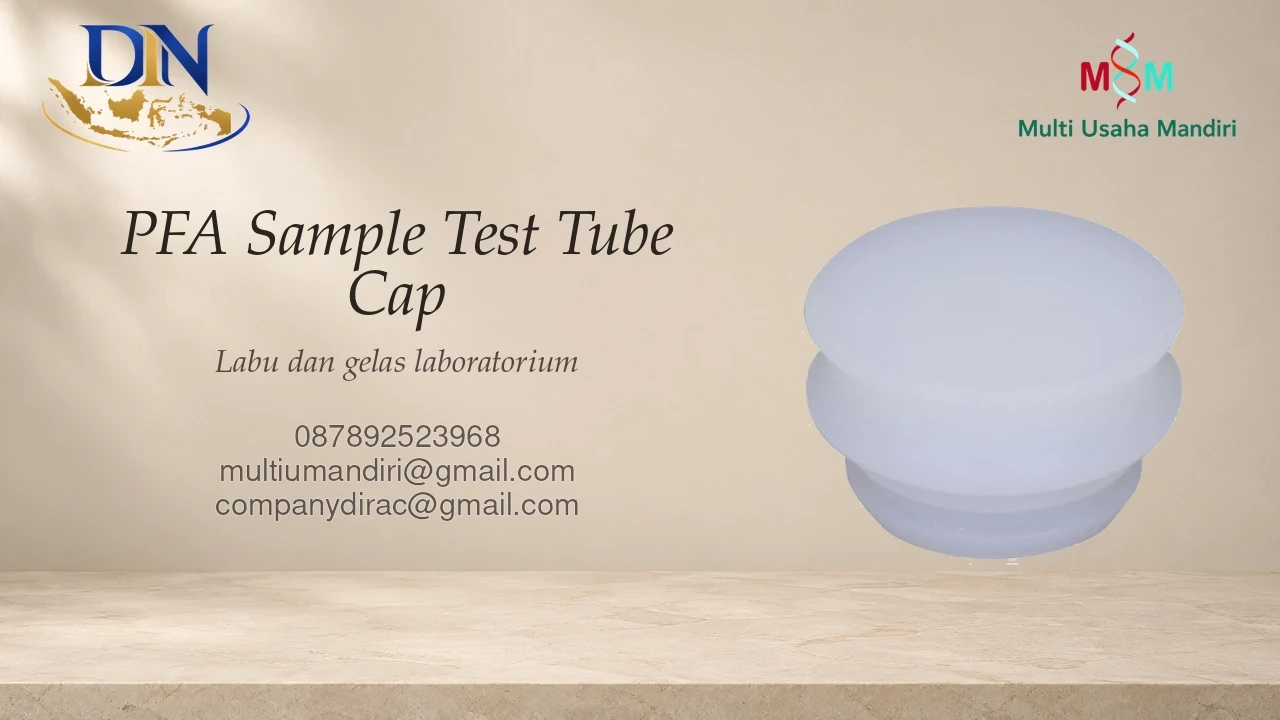 DIN
M M
Multi Usaha Mandiri
PFA Sample Test Tube
Cap
Labu dan gelas laboratorium
087892523968
multiumandiri@gmail.com
companydirac@gmail.com